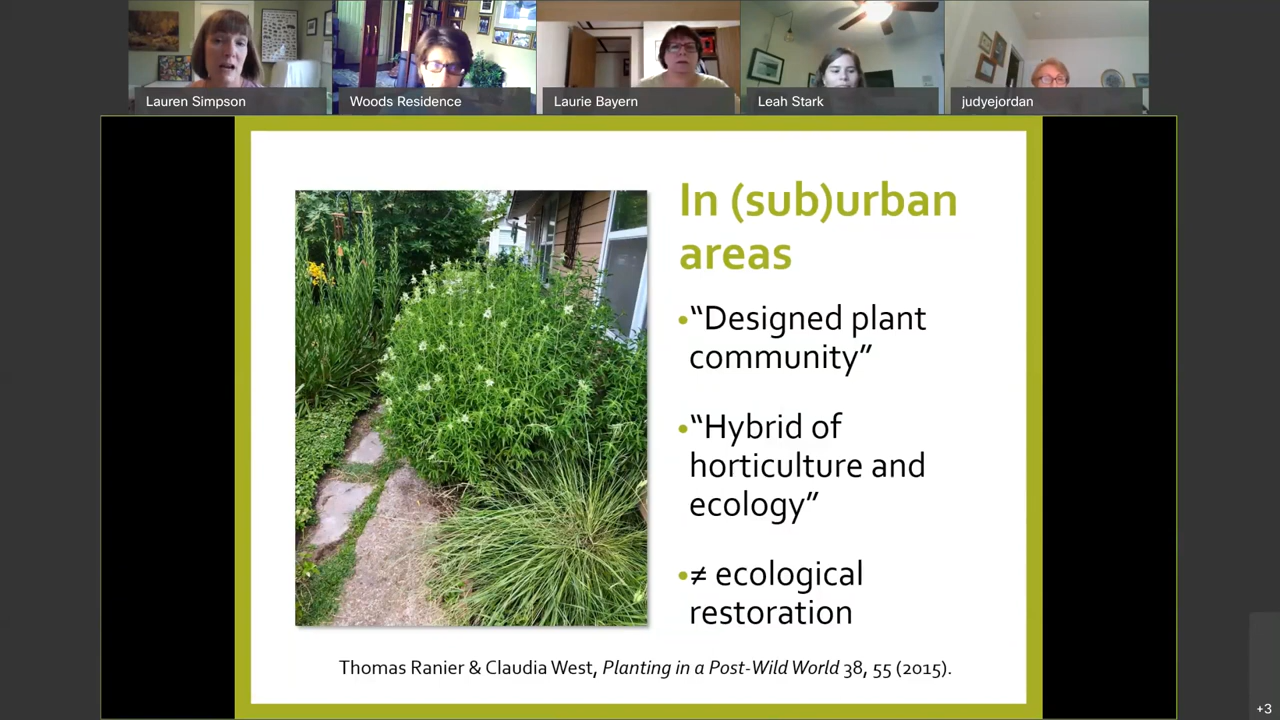 Lauren Simpson
Woods Residence
Laurie Bayern
Leah Stark
judyejordan
In (sub)urban
areas
•“Designed plant
community”
•“Hybrid of
horticulture and
ecology”
•≠ ecological
restoration
Thomas Ranier & Claudia West, Planting in a Post-Wild World 38, 55 (2015).
+3